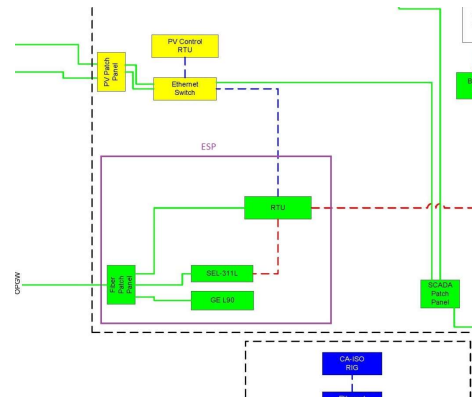 PV Control
RTU
PV Patch
Panel
Ethernet
Switch
ESP
RTU
Fiber
Patch
Panel
SEL-311L
GE L90
OPGW
SCADA
Patch
Panel
CA-ISO
RIG